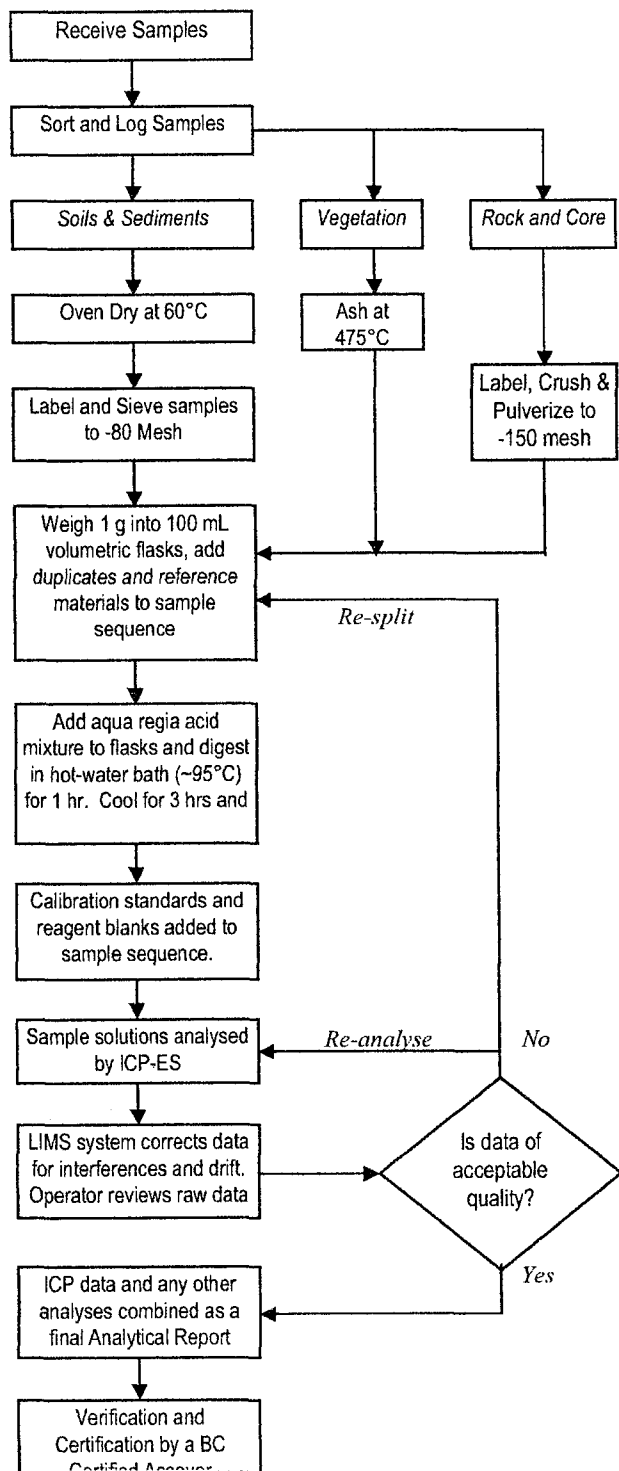 Receive Samples
Sort and Log Samples
Soils & Sediments
Vegetation
Rock and Core
Oven Dry at 60°C
Ash at
475°C
Label and Sieve samples
to -80 Mesh
Label, Crush &
Pulverize to
-150 mesh
Weigh 1 g into 100 mL
volumetric flasks, add
duplicates and reference
materials to sample
sequence
Re-split
Add aqua regia acid
mixture to flasks and digest
in hot-water bath (~95°C)
for 1 hr. Cool for 3 hrs and
Calibration standards and
reagent blanks added to
sample sequence.
Sample solutions analysed
by ICP-ES
Re-analyse
No
LIMS system corrects data
for interferences and drift.
Operator reviews raw data
Is data of
acceptable
quality?
Yes
ICP data and any other
analyses combined as a
final Analytical Report
Verification and
Certification by a BC
Certified Assayer